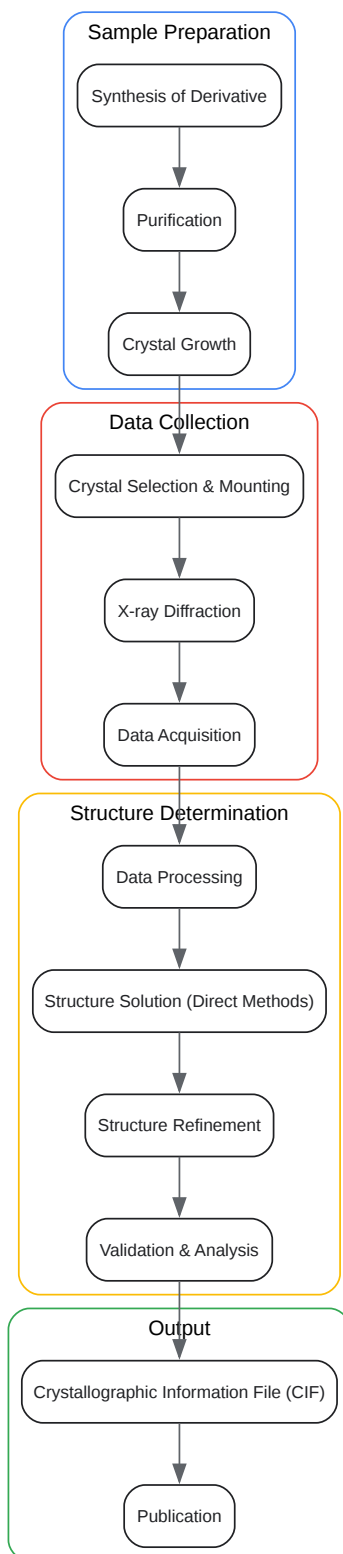 Sample Preparation
Synthesis of Derivative
Purification
Crystal Growth
Data Collection
Crystal Selection & Mounting
X-ray Diffraction
Data Acquisition
Structure Determination
Data Processing
Structure Solution (Direct Methods)
Structure Refinement
Validation & Analysis
Output
Crystallographic Information File (CIF)
Publication